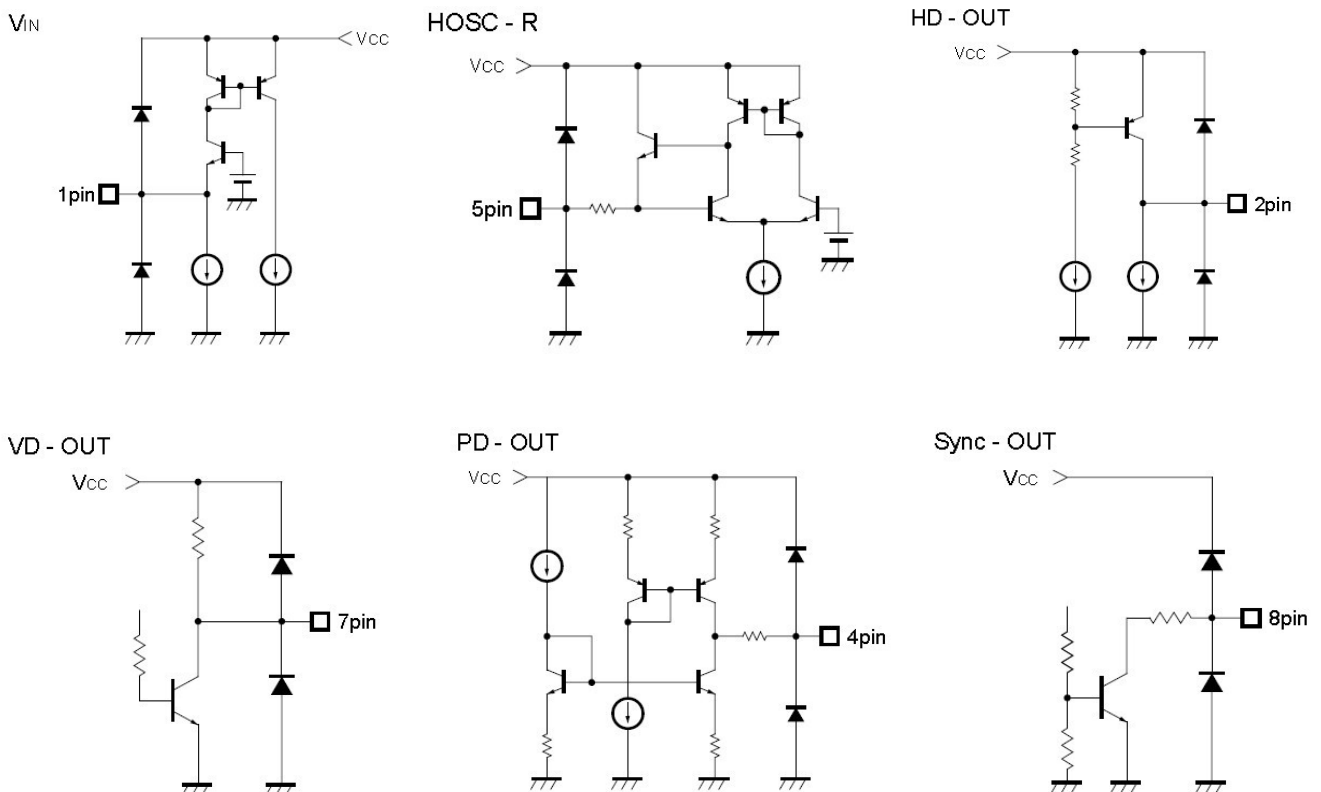 VIN
VCC
1pin
HOSC - R
VCC
5pin
HD - OUT
VCC
2pin
VD - OUT
VCC
7pin
PD - OUT
VCC
4pin
Sync - OUT
VCC
8pin